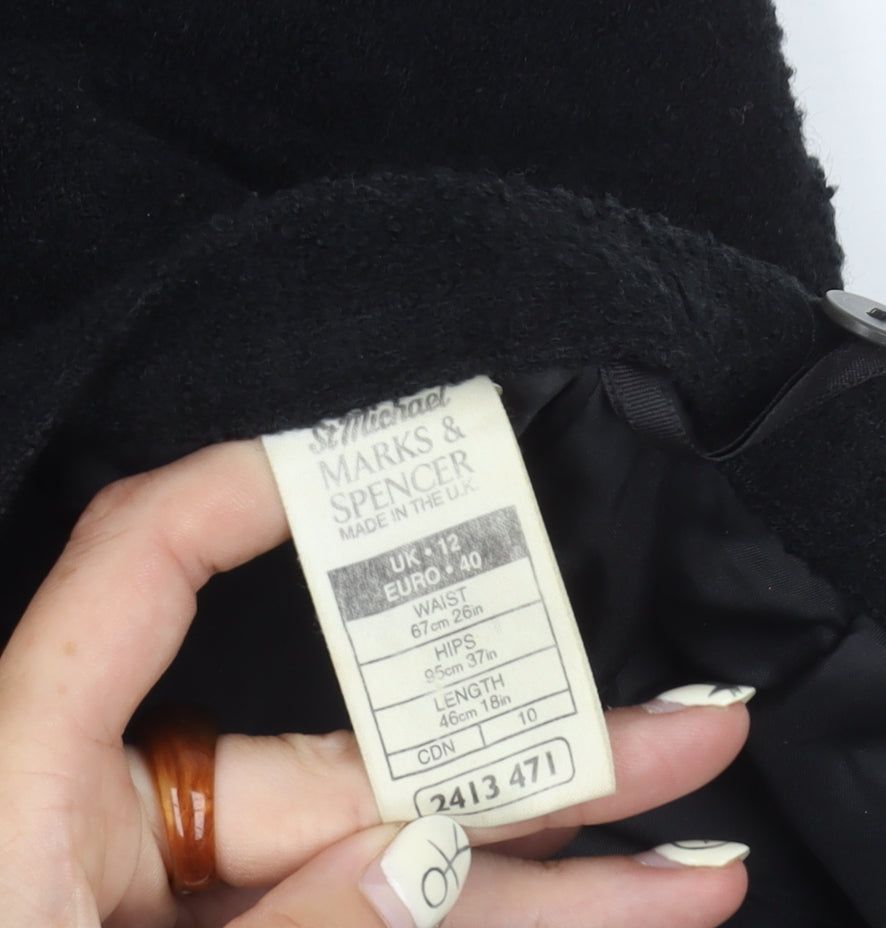 St Michael
MARKS &
SPENCER
MADE IN THE U.K.
UK • 12
EURO • 40
WAIST
67cm 26in
HIPS
95cm 37in
LENGTH
46cm 18in
CDN 10
2413 471